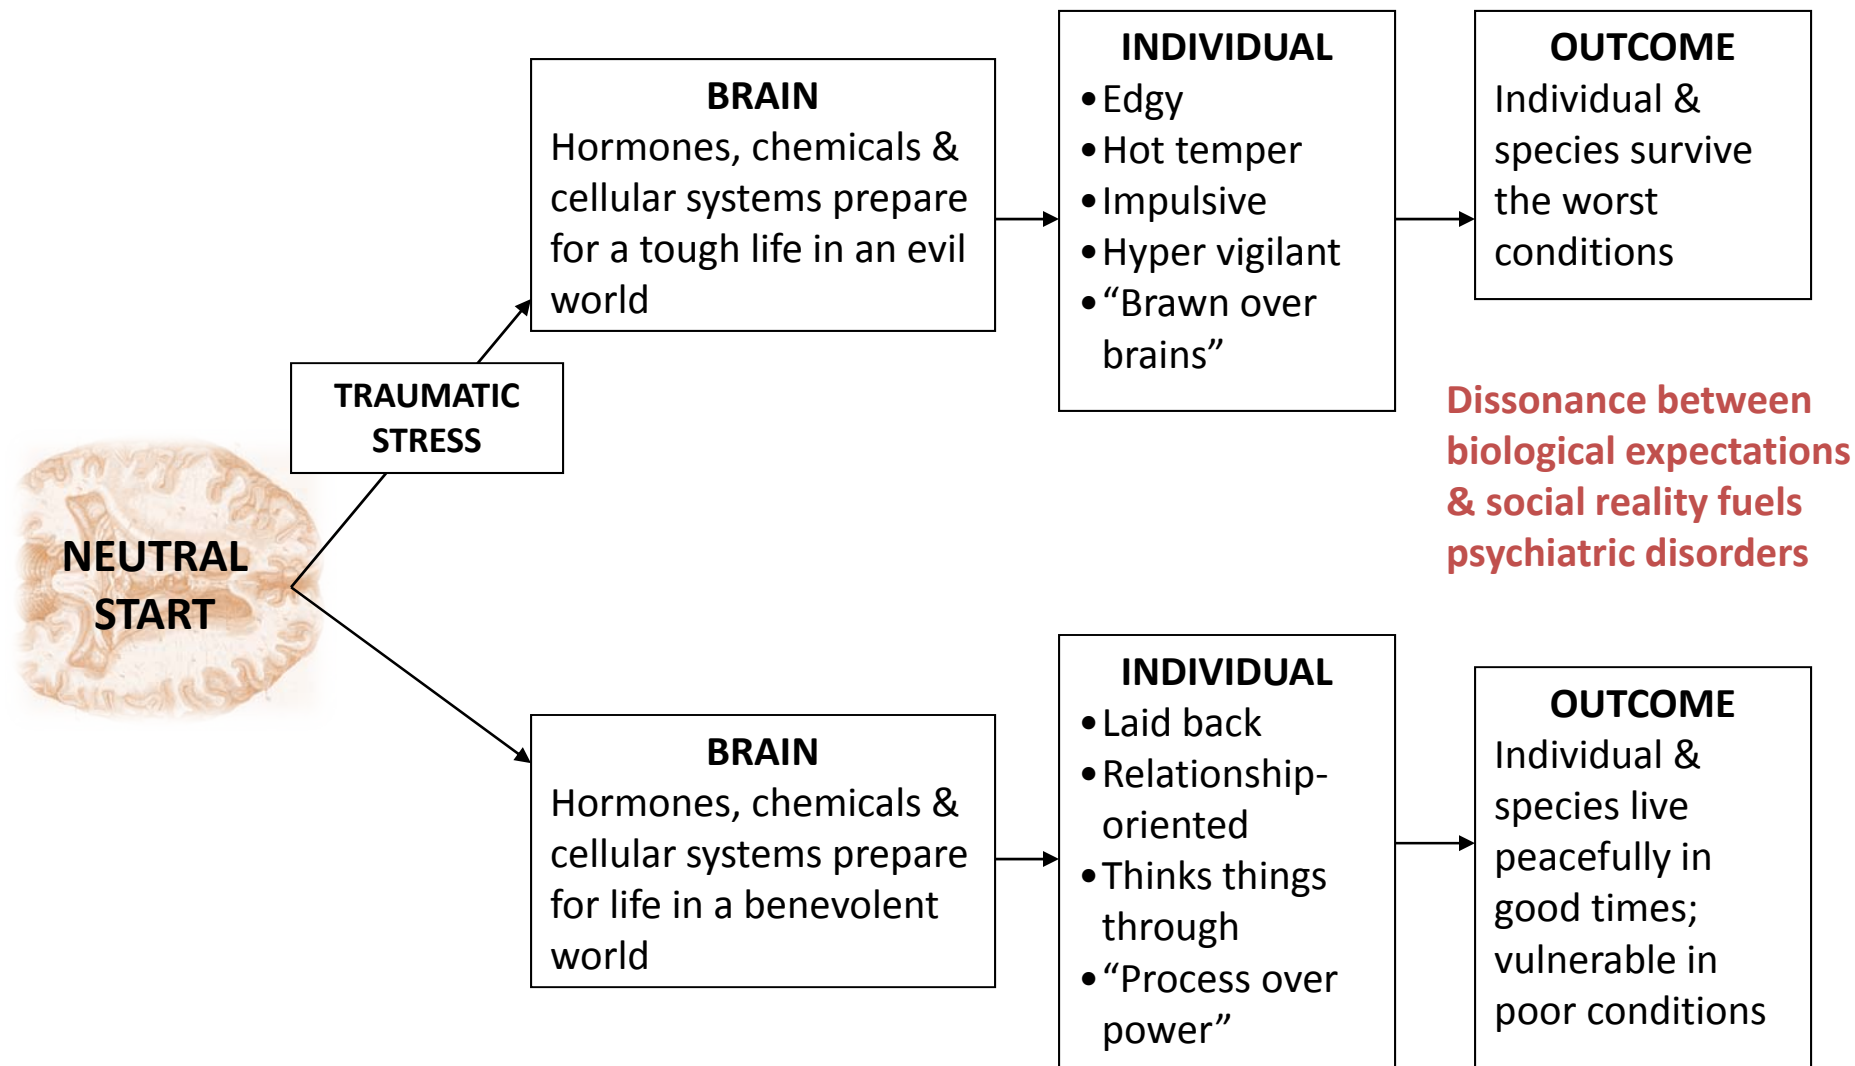 NEUTRAL
START
TRAUMATIC
STRESS
BRAIN
Hormones, chemicals &
cellular systems prepare
for a tough life in an evil
world
INDIVIDUAL
•Edgy
•Hot temper
•Impulsive
•Hyper vigilant
•“Brawn over
brains”
OUTCOME
Individual &
species survive
the worst
conditions
Dissonance between
biological expectations
& social reality fuels
psychiatric disorders
BRAIN
Hormones, chemicals &
cellular systems prepare
for life in a benevolent
world
INDIVIDUAL
•Laid back
•Relationship-
oriented
•Thinks things
through
•“Process over
power”
OUTCOME
Individual &
species live
peacefully in
good times;
vulnerable in
poor conditions